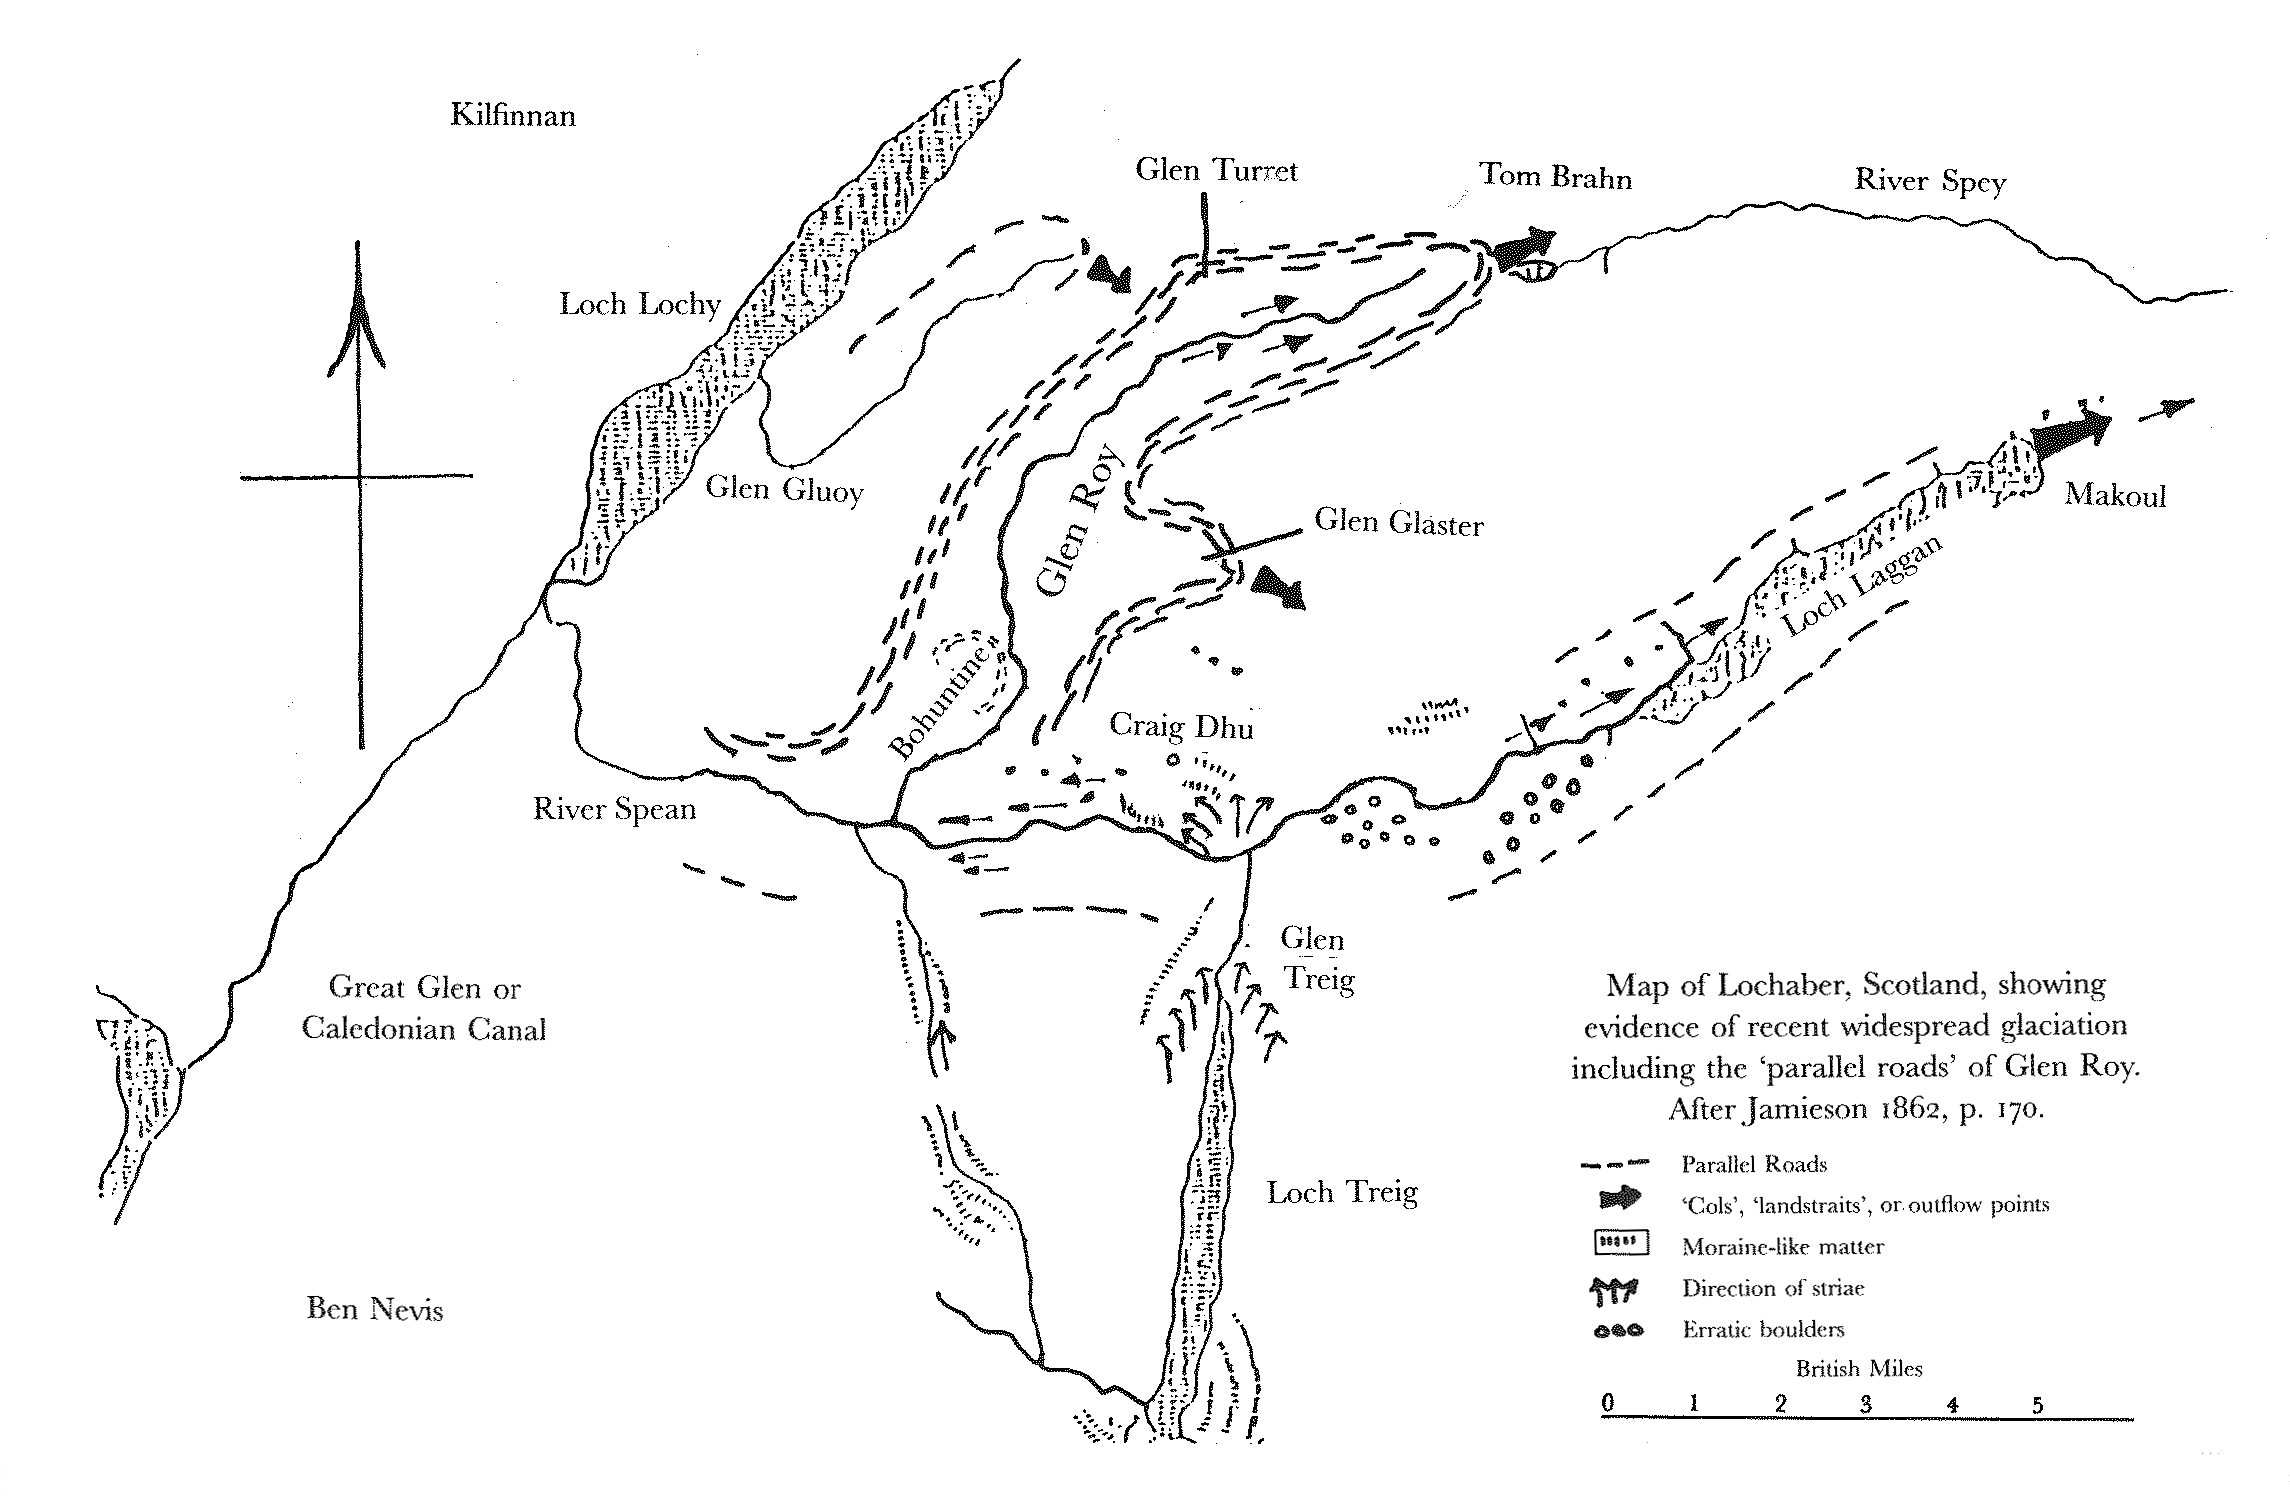 Kilfinnan
Glen Turret
Tom Brahn
River Spey
Loch Lochy
Glen Gluoy
Glen Roy
Glen Glaster
Makoul
Loch Laggan
Bohuntine
Craig Dhu
River Spean
Great Glen or
Caledonian Canal
Glen
Treig
Loch Treig
Ben Nevis
Map of Lochaber, Scotland, showing
evidence of recent widespread glaciation
including the ‘parallel roads’ of Glen Roy.
After Jamieson 1862, p. 170.
Parallel Roads
‘Cols’, ‘landstraits’, or outflow points
Moraine-like matter
Direction of striae
Erratic boulders
British Miles
0 1 2 3 4 5